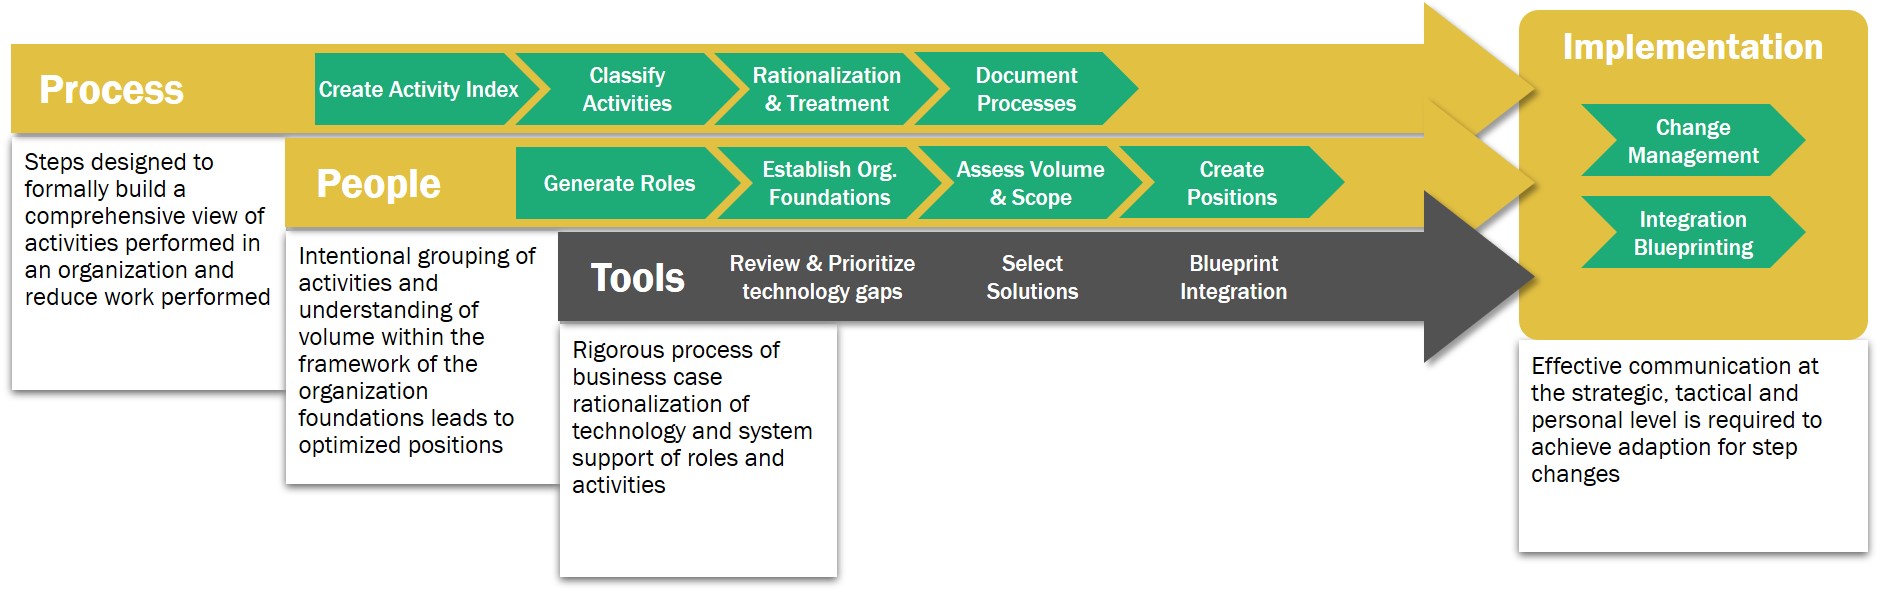 Process
Create Activity Index
Classify
Activities
Rationalization
& Treatment
Document
Processes
Steps designed to
formally build a
comprehensive view of
activities performed in
an organization and
reduce work performed
People
Generate Roles
Establish Org.
Foundations
Assess Volume
& Scope
Create
Positions
Intentional grouping of
activities and
understanding of
volume within the
framework of the
organization
foundations leads to
optimized positions
Tools
Review & Prioritize
technology gaps
Select
Solutions
Blueprint
Integration
Rigorous process of
business case
rationalization of
technology and system
support of roles and
activities
Implementation
Change
Management
Integration
Blueprinting
Effective communication at
the strategic, tactical and
personal level is required to
achieve adaption for step
changes